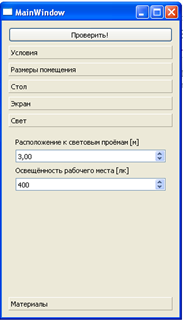 MainWindow
Проверить!
Условия
Размеры помещения
Стол
Экран
Свет
Расположение к световым проёмам [м]
3,00
Освещённость рабочего места [лк]
400
Материалы